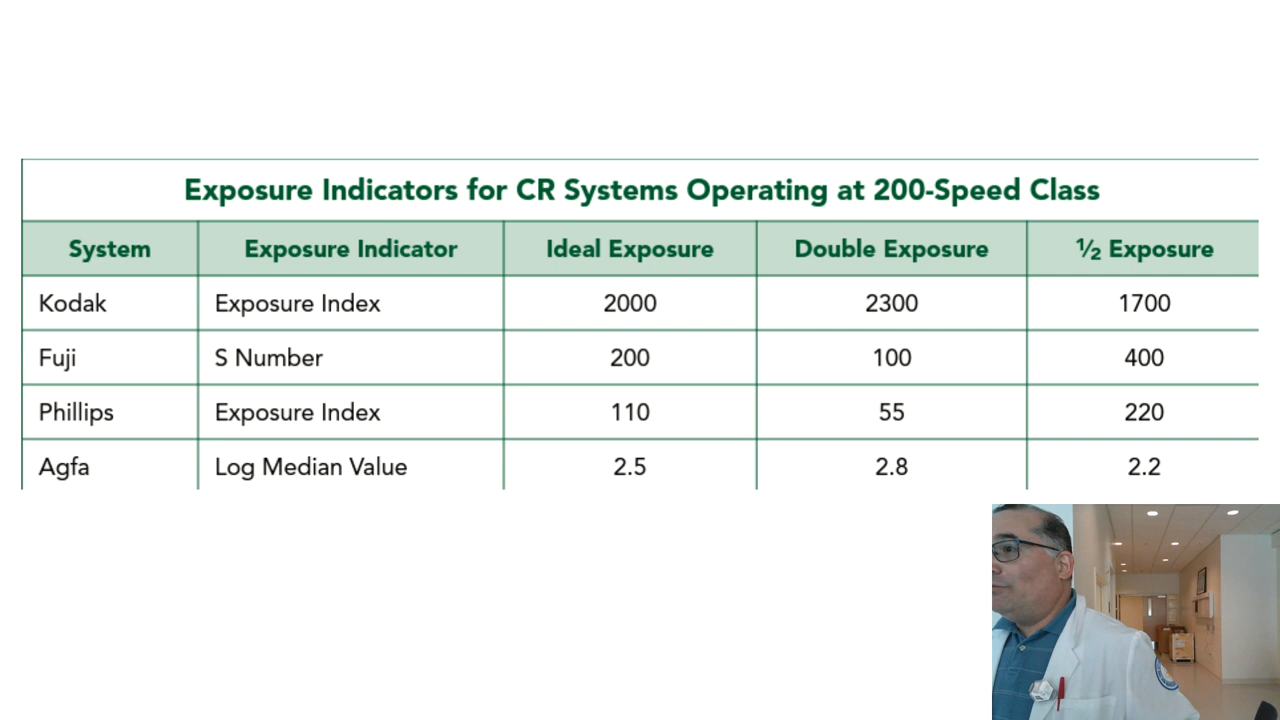 Exposure Indicators for CR Systems Operating at 200-Speed Class
System Exposure Indicator Ideal Exposure Double Exposure ½ Exposure
Kodak Exposure Index 2000 2300 1700
Fuji S Number 200 100 400
Phillips Exposure Index 110 55 220
Agfa Log Median Value 2.5 2.8 2.2